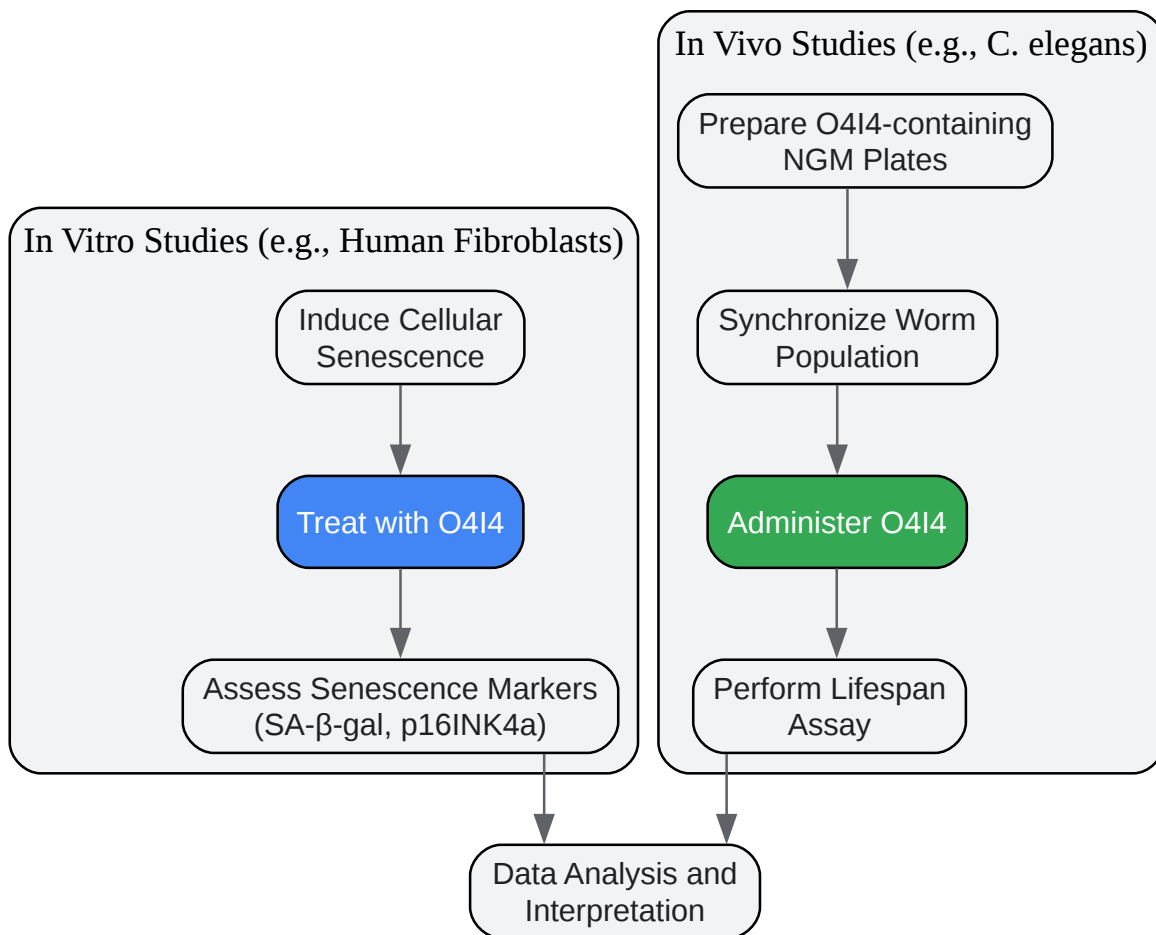 In Vitro Studies (e.g., Human Fibroblasts)
Induce Cellular
Senescence
Treat with O4I4
Assess Senescence Markers
(SA-β-gal, p16INK4a)
In Vivo Studies (e.g., C. elegans)
Prepare O4I4-containing
NGM Plates
Synchronize Worm
Population
Administer O4I4
Perform Lifespan
Assay
Data Analysis and
Interpretation